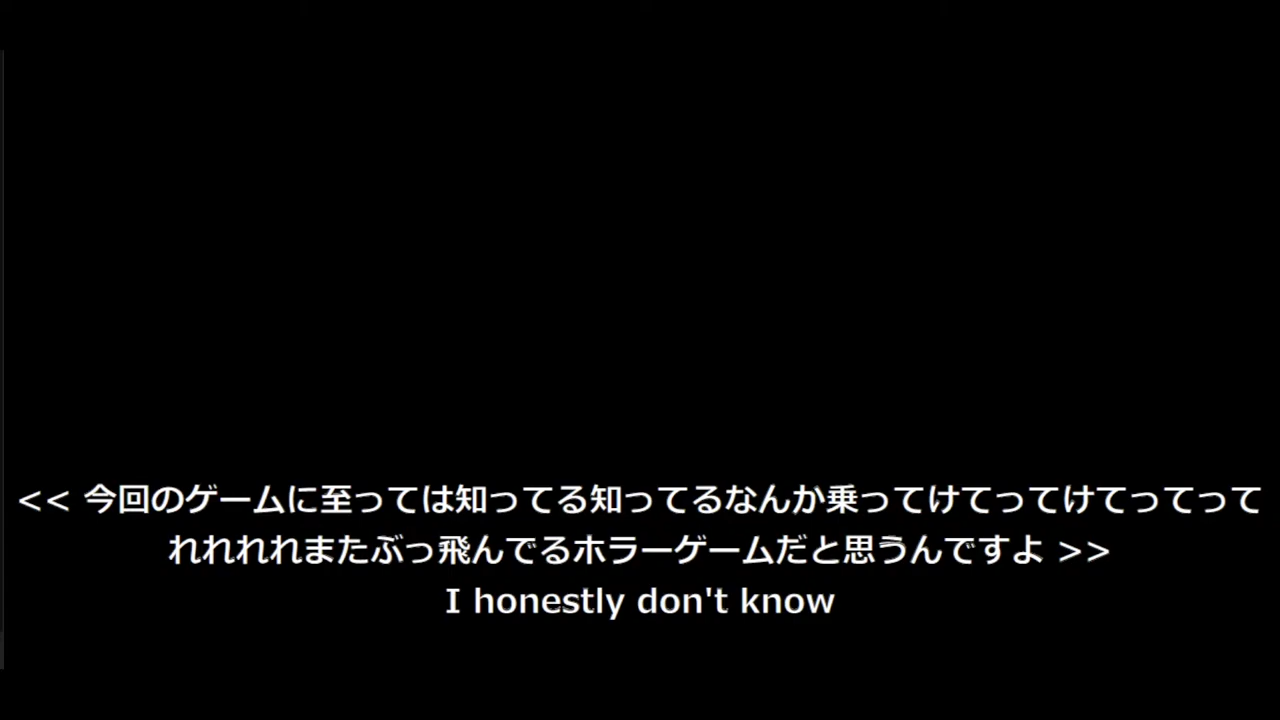 << 今回のゲームに至っては知ってる知ってるなんか乗ってけてってけてってって
れれれれまたぶっ飛んでるホラーゲームだと思うんですよ >>
I honestly don't know